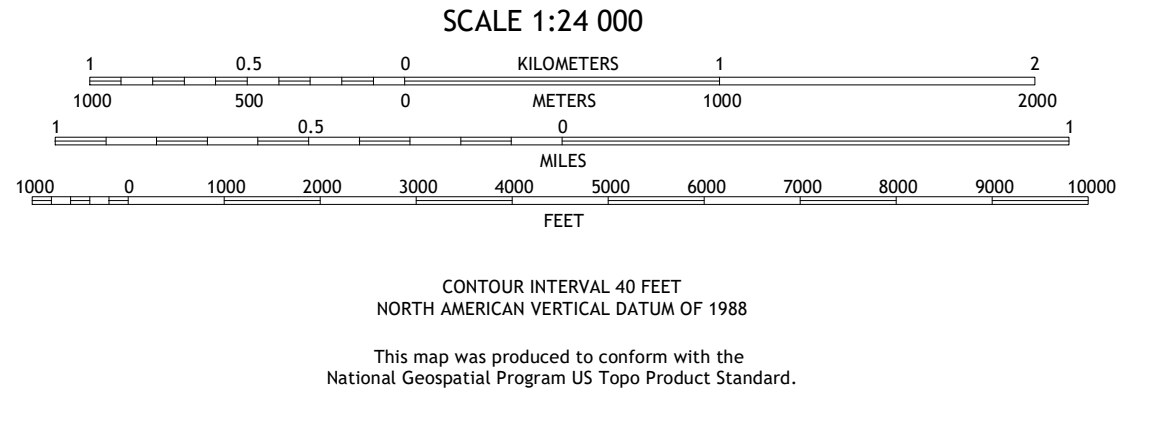 SCALE 1:24 000
1 0.5 0 KILOMETERS 1 2
1000 500 0 METERS 1000 2000
1 0.5 0 1
MILES
1000 0 1000 2000 3000 4000 5000 6000 7000 8000 9000 10000
FEET
CONTOUR INTERVAL 40 FEET
NORTH AMERICAN VERTICAL DATUM OF 1988
This map was produced to conform with the
National Geospatial Program US Topo Product Standard.